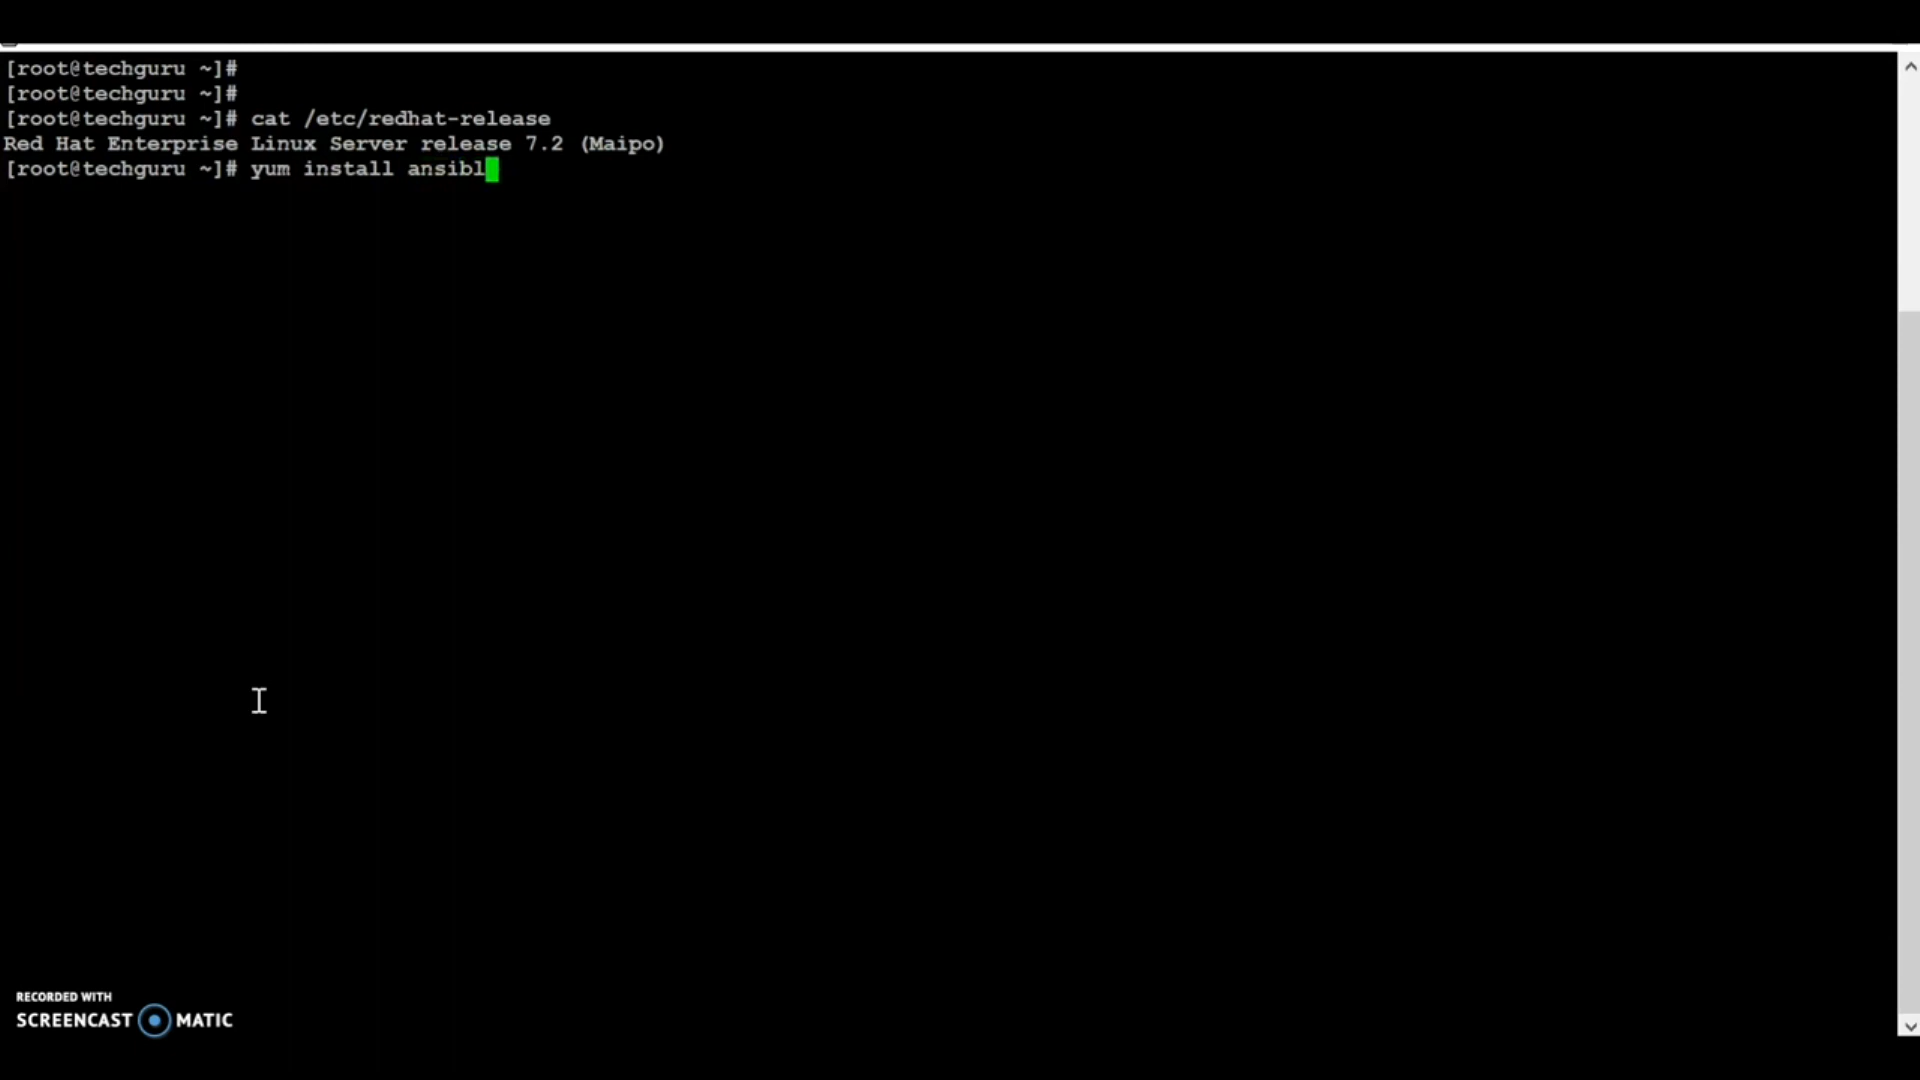 [root@techguru ~]#
[root@techguru ~]#
[root@techguru ~]# cat /etc/redhat-release
Red Hat Enterprise Linux Server release 7.2 (Maipo)
[root@techguru ~]# yum install ansibl
RECORDED WITH
SCREENCAST MATIC